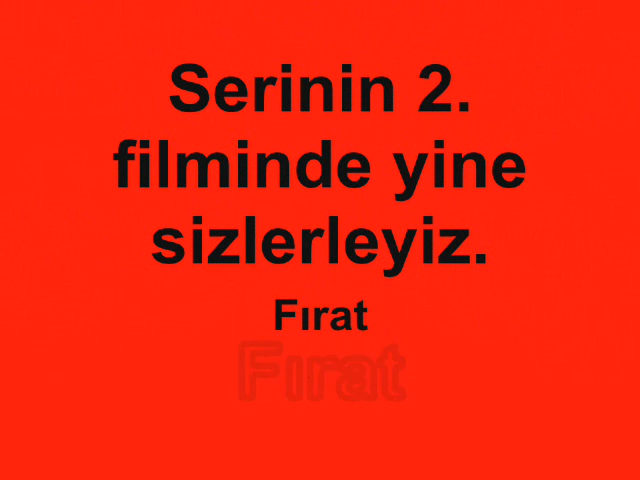 Serinin 2.
filminde yine
sizlerleyiz.
Fırat
Fırat